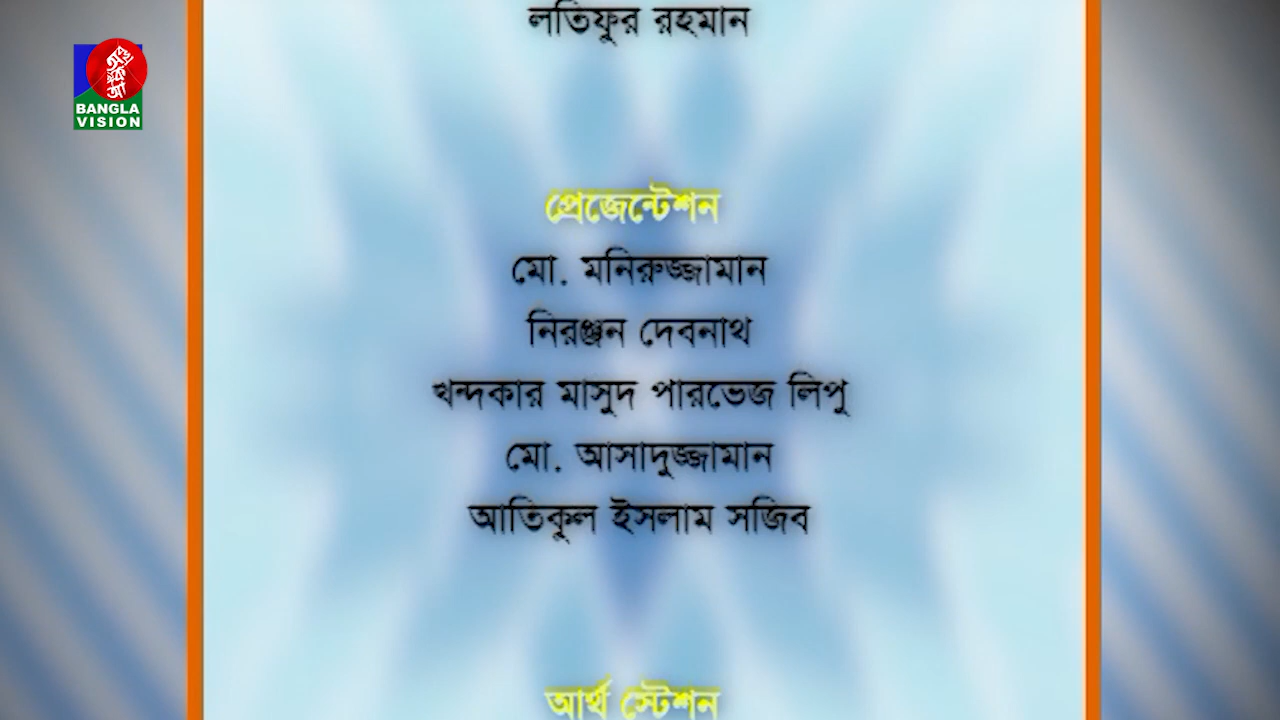 লতিফুর রহমান
BANGLA
VISION
প্রেজেন্টেশন
মো. মনিরুজ্জামান
নিরঞ্জন দেবনাথ
খন্দকার মাসুদ পারভেজ লিপু
মো. আসাদুজ্জামান
আতিকুল ইসলাম সজিব
আর্থ স্টেশন